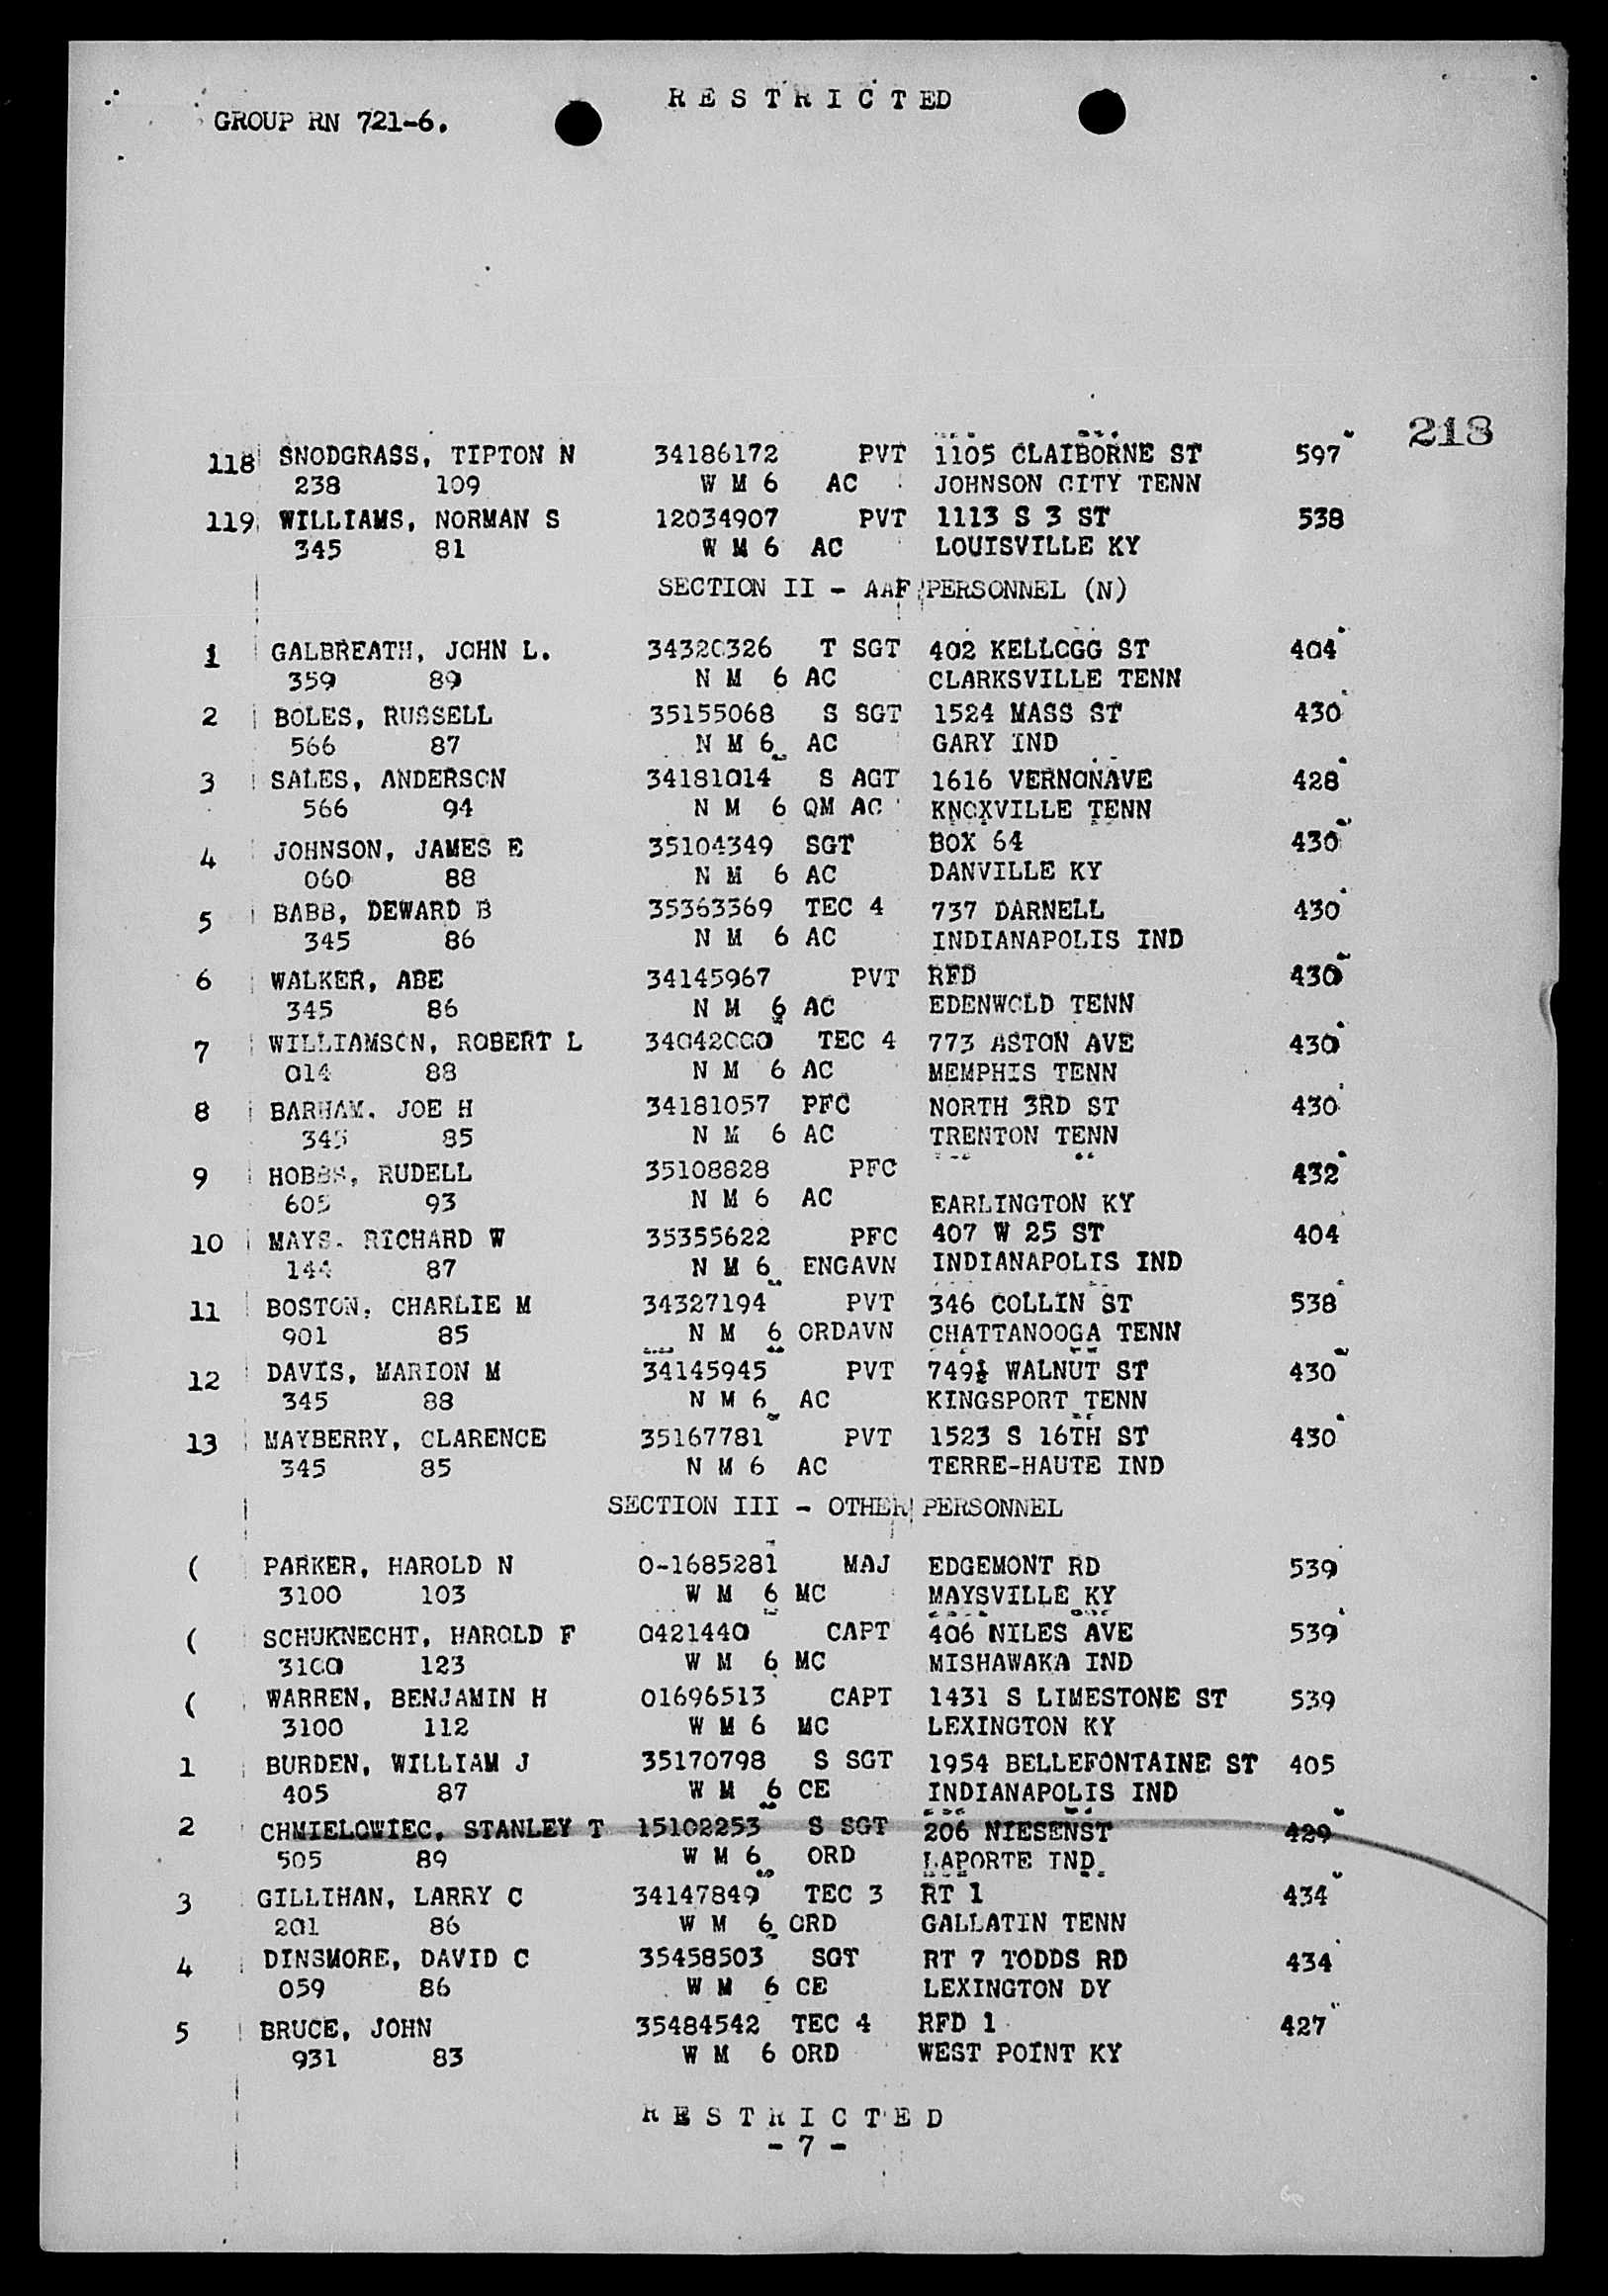 R E S T R I C T ED
GROUP RN 721-6.
218
118 SNODGRASS, TIPTON N 34186172 PVT 1105 CLAIBORNE ST 597
238 109 W M 6 AC JOHNSON CITY TENN
119 WILLIAMS, NORMAN S 12034907 PVT 1113 S 3 ST 538
345 81 W M 6 AC LOUISVILLE KY
SECTION II - AAF PERSONNEL (N)
1 GALBREATH, JOHN L. 34320326 T SGT 402 KELLOGG ST 404
359 89 N M 6 AC CLARKSVILLE TENN
2 BOLES, RUSSELL 35155068 S SGT 1524 MASS ST 430
566 87 N M 6 AC GARY IND
3 SALES, ANDERSON 34181014 S AGT 1616 VERNONAVE 428
566 94 N M 6 QM AC KNOXVILLE TENN
4 JOHNSON, JAMES E 35104349 SGT BOX 64 430
060 88 N M 6 AC DANVILLE KY
5 BABB, DEWARD B 35363369 TEC 4 737 DARNELL 430
345 86 N M 6 AC INDIANAPOLIS IND
6 WALKER, ABE 34145967 PVT RFD 430
345 86 N M 6 AC EDENWOLD TENN
7 WILLIAMSON, ROBERT L 34042000 TEC 4 773 ASTON AVE 430
014 88 N M 6 AC MEMPHIS TENN
8 BARHAM, JOE H 34181057 PFC NORTH 3RD ST 430
345 85 N M 6 AC TRENTON TENN
9 HOBBS, RUDELL 35108828 PFC 432
605 93 N M 6 AC EARLINGTON KY
10 MAYS, RICHARD W 35355622 PFC 407 W 25 ST 404
144 87 N M 6 ENGAVN INDIANAPOLIS IND
11 BOSTON, CHARLIE M 34327194 PVT 346 COLLIN ST 538
901 85 N M 6 ORDAVN CHATTANOOGA TENN
12 DAVIS, MARION M 34145945 PVT 749½ WALNUT ST 430
345 88 N M 6 AC KINGSPORT TENN
13 MAYBERRY, CLARENCE 35167781 PVT 1523 S 16TH ST 430
345 85 N M 6 AC TERRE-HAUTE IND
SECTION III - OTHER PERSONNEL
( PARKER, HAROLD N O-1685281 MAJ EDGEMONT RD 539
3100 103 W M 6 MC MAYSVILLE KY
( SCHUKNECHT, HAROLD F 0421440 CAPT 406 NILES AVE 539
3100 123 W M 6 MC MISHAWAKA IND
( WARREN, BENJAMIN H 01696513 CAPT 1431 S LIMESTONE ST 539
3100 112 W M 6 MC LEXINGTON KY
1 BURDEN, WILLIAM J 35170798 S SGT 1954 BELLEFONTAINE ST 405
405 87 W M 6 CE INDIANAPOLIS IND
2 CHMIELOWIEC, STANLEY T 15102253 S SGT 206 NIESENST 429
505 89 W M 6 ORD LAPORTE IND
3 GILLIHAN, LARRY C 34147849 TEC 3 RT 1 434
201 86 W M 6 ORD GALLATIN TENN
4 DINSMORE, DAVID C 35458503 SGT RT 7 TODDS RD 434
059 86 W M 6 CE LEXINGTON DY
5 BRUCE, JOHN 35484542 TEC 4 RFD 1 427
931 83 W M 6 ORD WEST POINT KY
R E S T R I C T E D
- 7 -